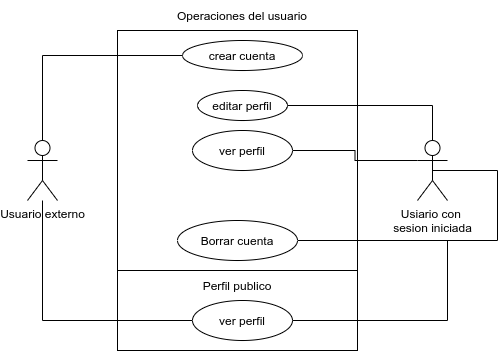 Operaciones del usuario
crear cuenta
editar perfil
ver perfil
Usuario externo
Usiario con
sesion iniciada
Borrar cuenta
Perfil publico
ver perfil